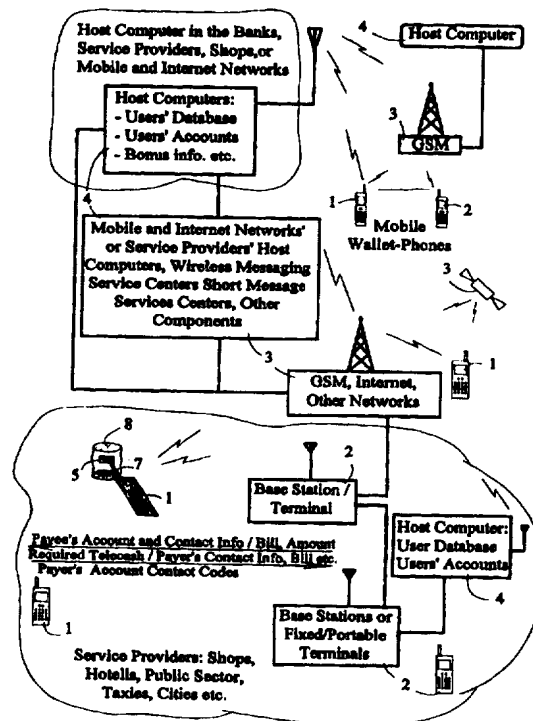 Host Computer in the Banks,
Service Providers, Shops,or
Mobile and Internet Networks
4
Host Computer
Host Computers:
- Users' Database
- Users' Accounts
- Bonus info. etc.
3
GSM
4
1
2
Mobile
Wallet-Phones
Mobile and Internet Networks'
or Service Providers' Host
Computers, Wireless Messaging
Service Centers Short Message
Services Centers, Other
Components
3
3
1
GSM, Internet,
Other Networks
8
5
7
1
2
Base Station /
Terminal
Payee's Account and Contact Info / Bill, Amount
Required Telecash / Payer's Contact Info, Bill etc.
Payer's Account Contact Codes
Host Computer:
User Database
Users' Accounts
4
1
Base Stations or
Fixed/Portable
Terminals
2
Service Providers: Shops,
Hotells, Public Sector,
Taxies, Cities etc.